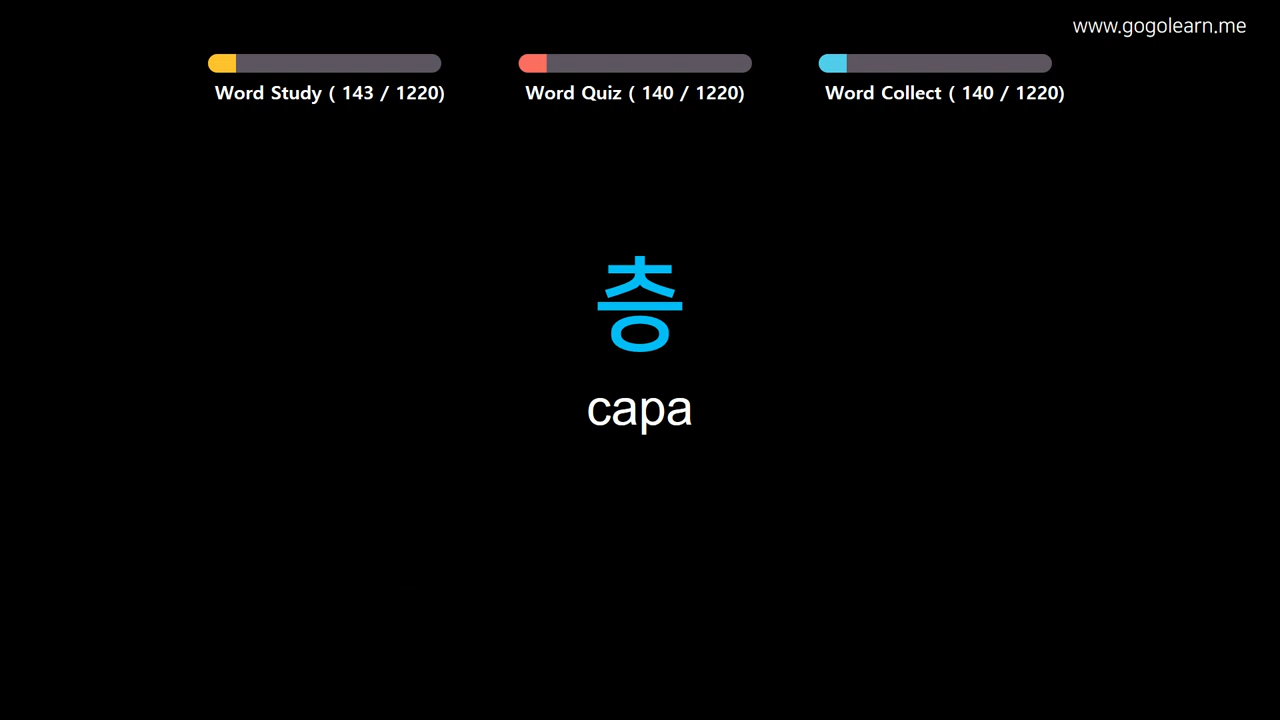 www.gogolearn.me
Word Study ( 143 / 1220)
Word Quiz ( 140 / 1220)
Word Collect ( 140 / 1220)
층
capa